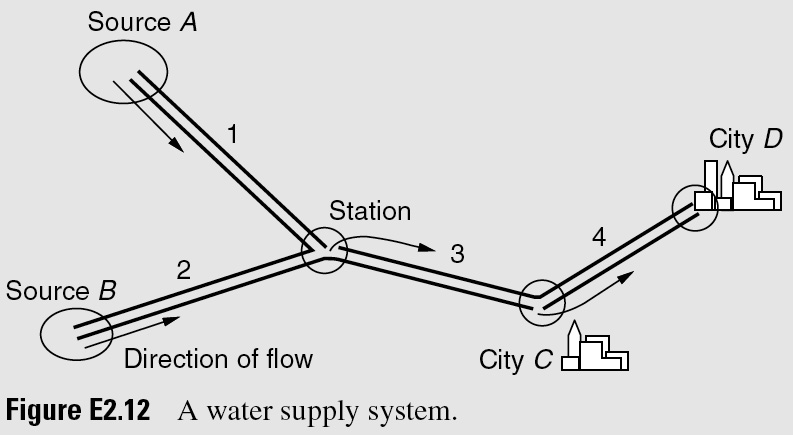 Source A
1
City D
Station
4
3
2
Source B
Direction of flow
City C
Figure E2.12 A water supply system.